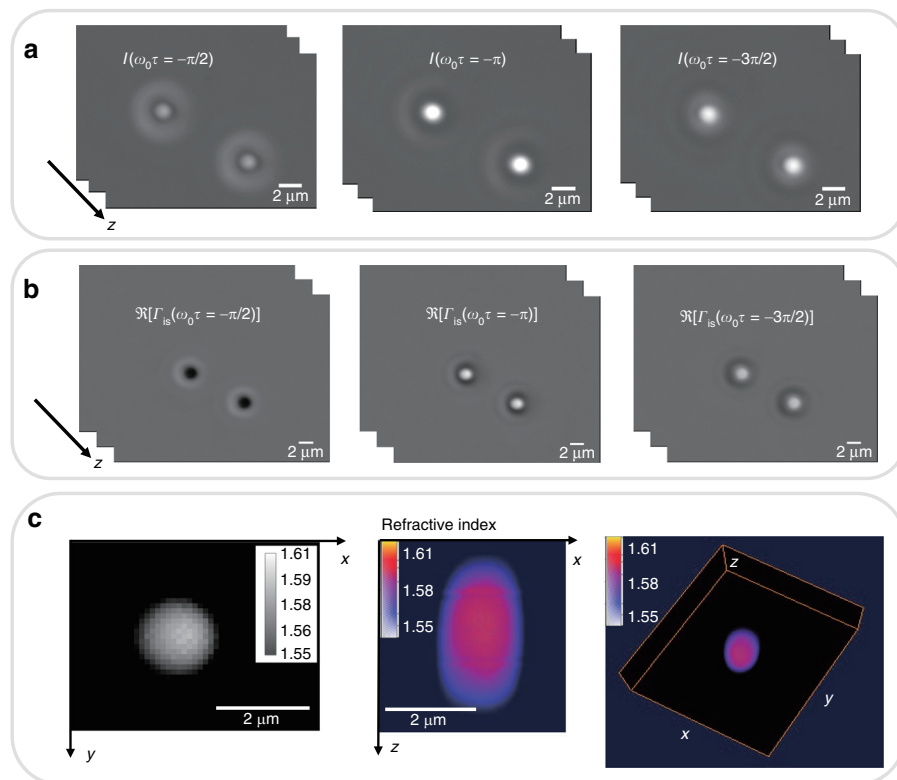 a
I(ω₀τ = −π/2)
I(ω₀τ = −π)
I(ω₀τ = −3π/2)
2 μm
2 μm
2 μm
z
b
ℜ[Γis(ω₀τ = −π/2)]
ℜ[Γis(ω₀τ = −π)]
ℜ[Γis(ω₀τ = −3π/2)]
2 μm
2 μm
2 μm
z
c
x
1.61
1.59
1.58
1.56
1.55
2 μm
y
Refractive index
x
1.61
1.58
1.55
2 μm
z
1.61
1.58
1.55
z
y
x